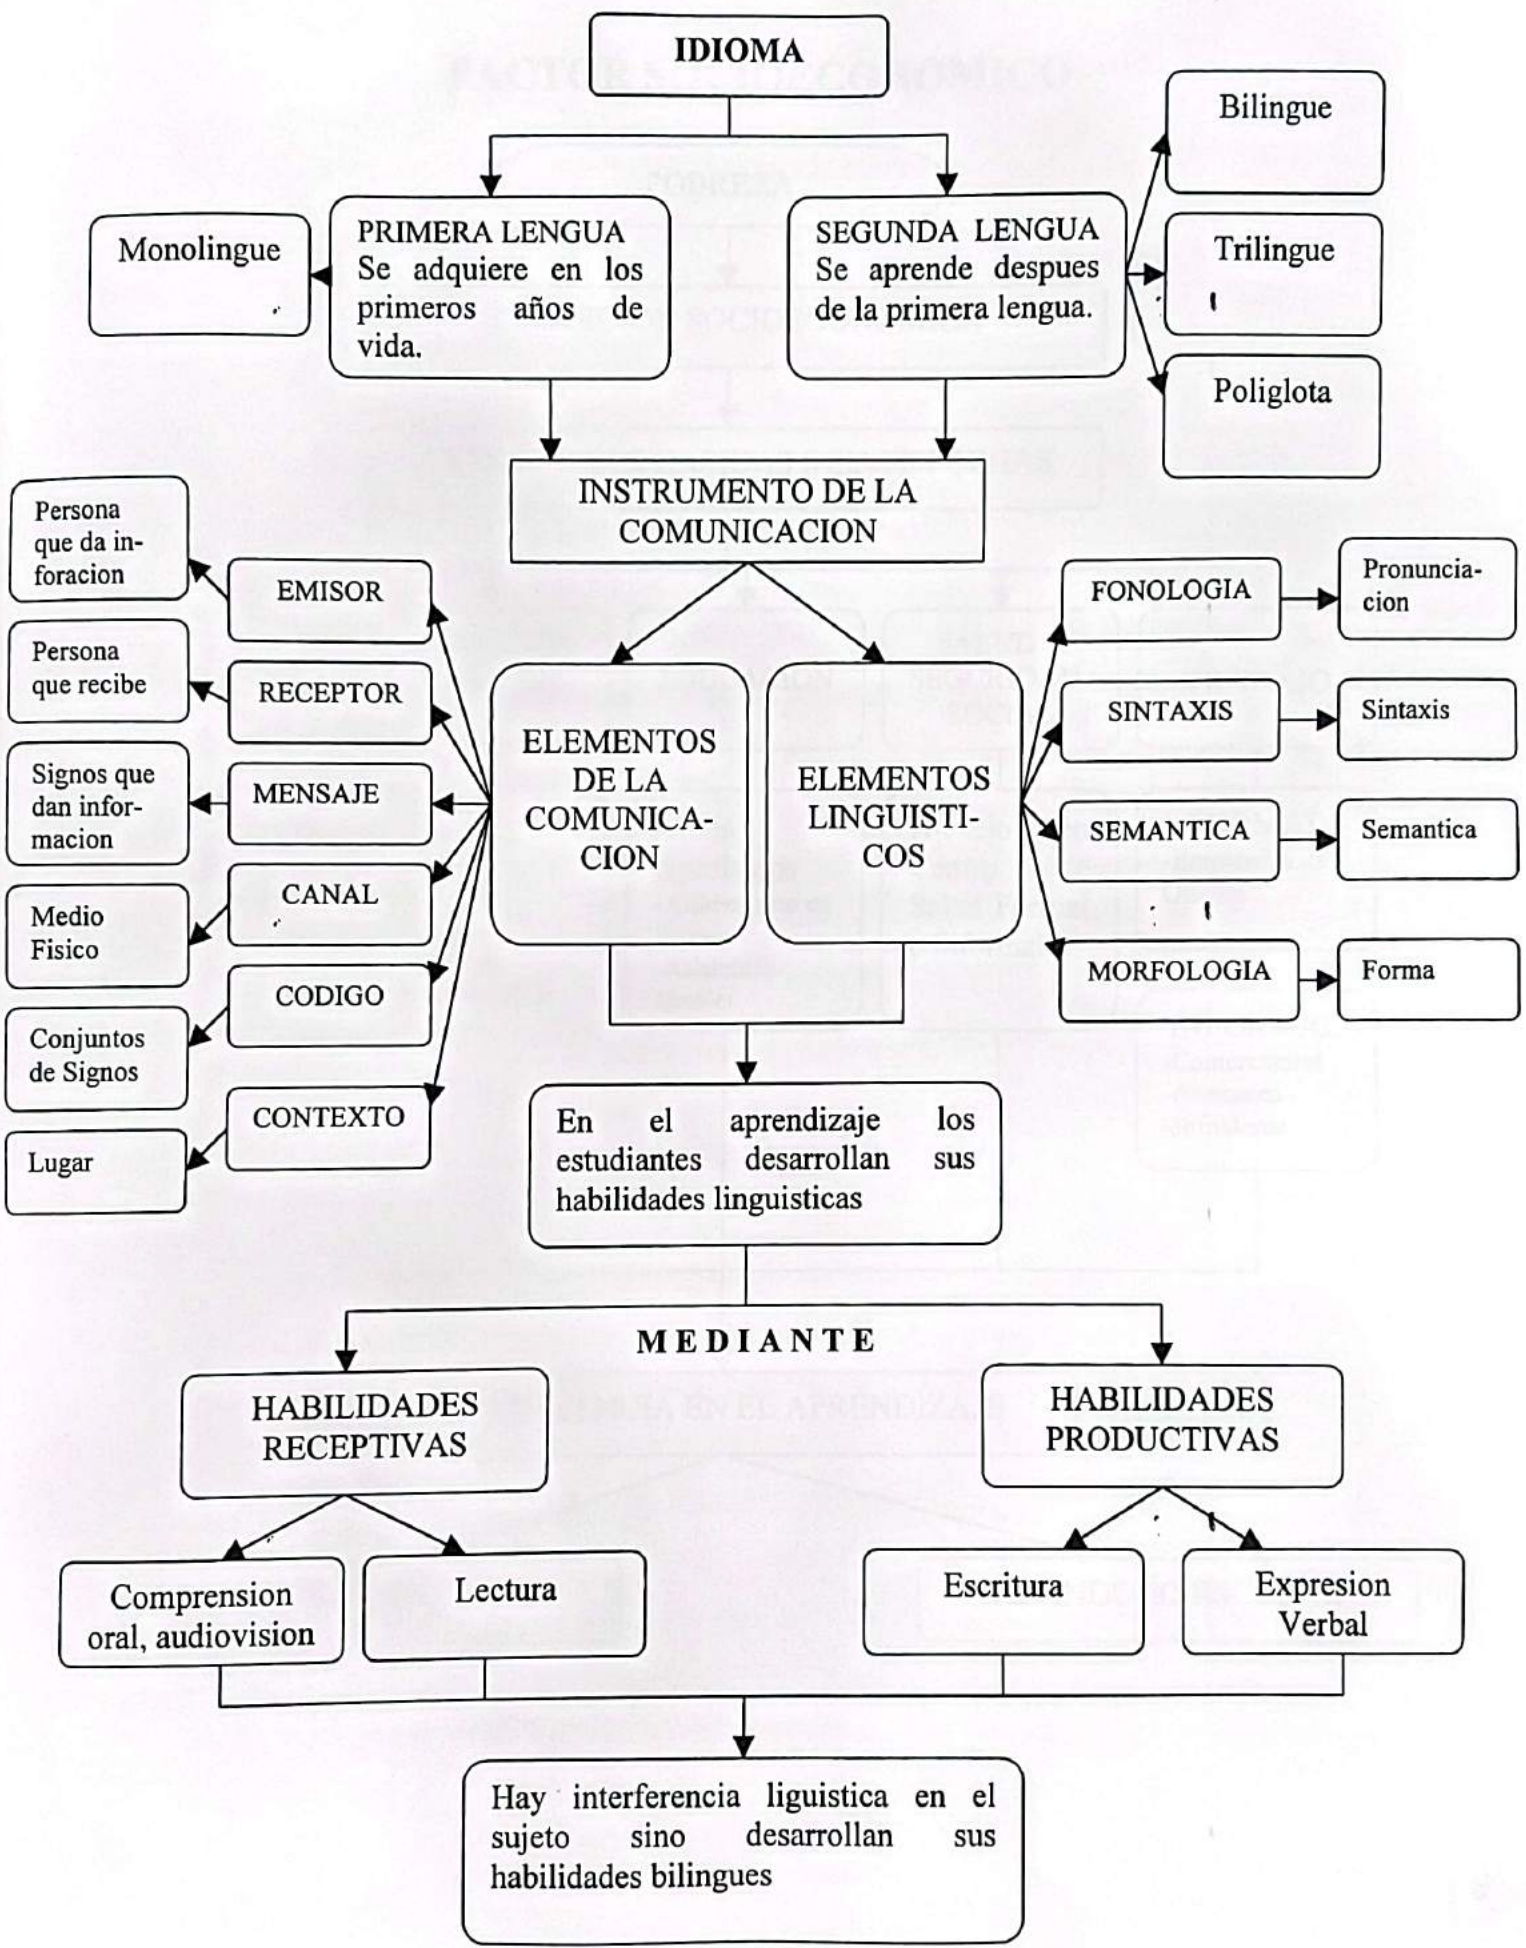 IDIOMA
Bilingue
Trilingue
Poliglota
Monolingue
PRIMERA LENGUA
Se adquiere en los
primeros años de
vida.
SEGUNDA LENGUA
Se aprende despues
de la primera lengua.
INSTRUMENTO DE LA
COMUNICACION
Persona
que da in-
foracion
EMISOR
Persona
que recibe
RECEPTOR
Signos que
dan infor-
macion
MENSAJE
Medio
Fisico
CANAL
Conjuntos
de Signos
CODIGO
Lugar
CONTEXTO
ELEMENTOS
DE LA
COMUNICA-
CION
ELEMENTOS
LINGUISTI-
COS
FONOLOGIA
Pronuncia-
cion
SINTAXIS
Sintaxis
SEMANTICA
Semantica
MORFOLOGIA
Forma
En el aprendizaje los
estudiantes desarrollan sus
habilidades linguisticas
MEDIANTE
HABILIDADES
RECEPTIVAS
HABILIDADES
PRODUCTIVAS
Comprension
oral, audiovision
Lectura
Escritura
Expresion
Verbal
Hay interferencia liguistica en el
sujeto sino desarrollan sus
habilidades bilingues